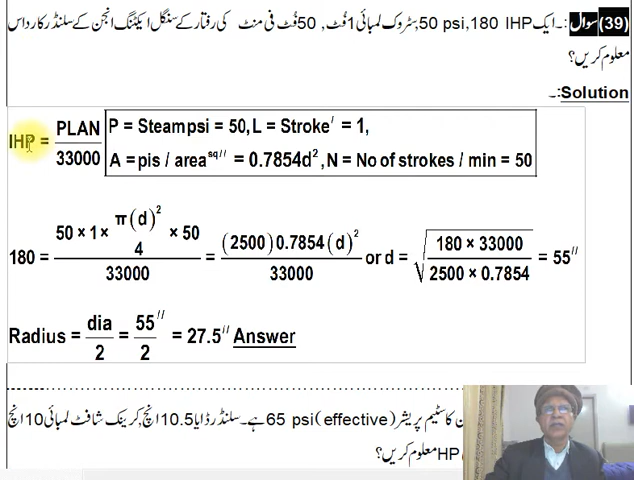 سوال (39) :۔ ایک 180 IHP ,50 psi ,سٹروک لمبائی 1 فُٹ , 50 فُٹ فی منٹ کی رفتار کے سنگل ایکٹنگ انجن کے سلنڈر کا رداس
معلوم کریں؟
Solution :۔
IHP = PLAN / 33000
P = Steam psi = 50, L = Stroke/ = 1,
A = pis / area sq// = 0.7854d², N = No of strokes / min = 50
180 = (50 × 1 × π(d)²/4 × 50) / 33000 = (2500) 0.7854 (d)² / 33000 or d = √(180 × 33000 / 2500 × 0.7854) = 55//
Radius = dia / 2 = 55// / 2 = 27.5// Answer
کا سٹیم پریشر (effective) 65 psi ہے۔ سلنڈر ڈایا 10.5 انچ, کرینک شافٹ لمبائی 10 انچ
HP معلوم کریں؟